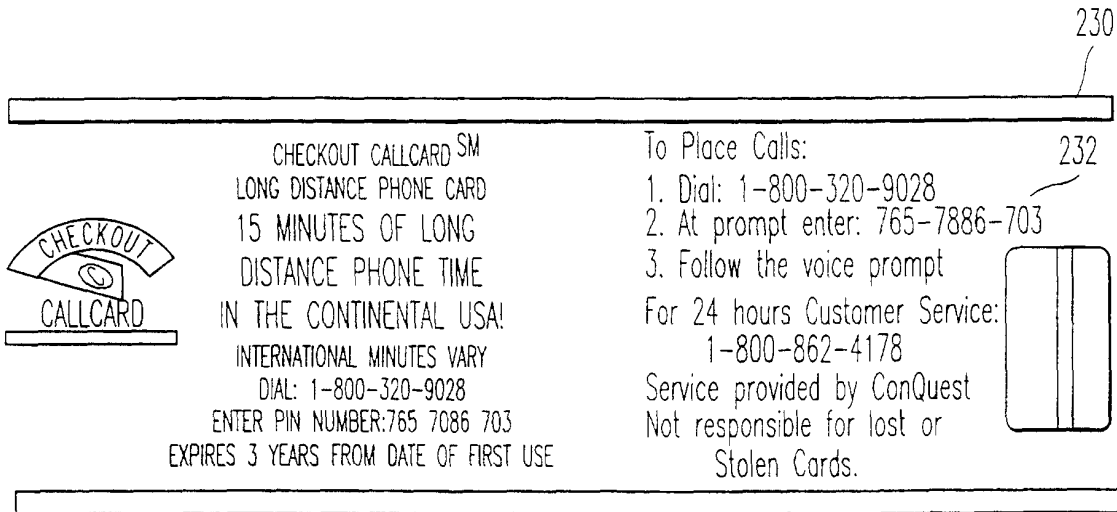 230
CHECKOUT
C
CALLCARD
CHECKOUT CALLCARD SM
LONG DISTANCE PHONE CARD
15 MINUTES OF LONG
DISTANCE PHONE TIME
IN THE CONTINENTAL USA!
INTERNATIONAL MINUTES VARY
DIAL: 1-800-320-9028
ENTER PIN NUMBER:765 7086 703
EXPIRES 3 YEARS FROM DATE OF FIRST USE
To Place Calls:
232
1. Dial: 1-800-320-9028
2. At prompt enter: 765-7886-703
3. Follow the voice prompt
For 24 hours Customer Service:
1-800-862-4178
Service provided by ConQuest
Not responsible for lost or
Stolen Cards.